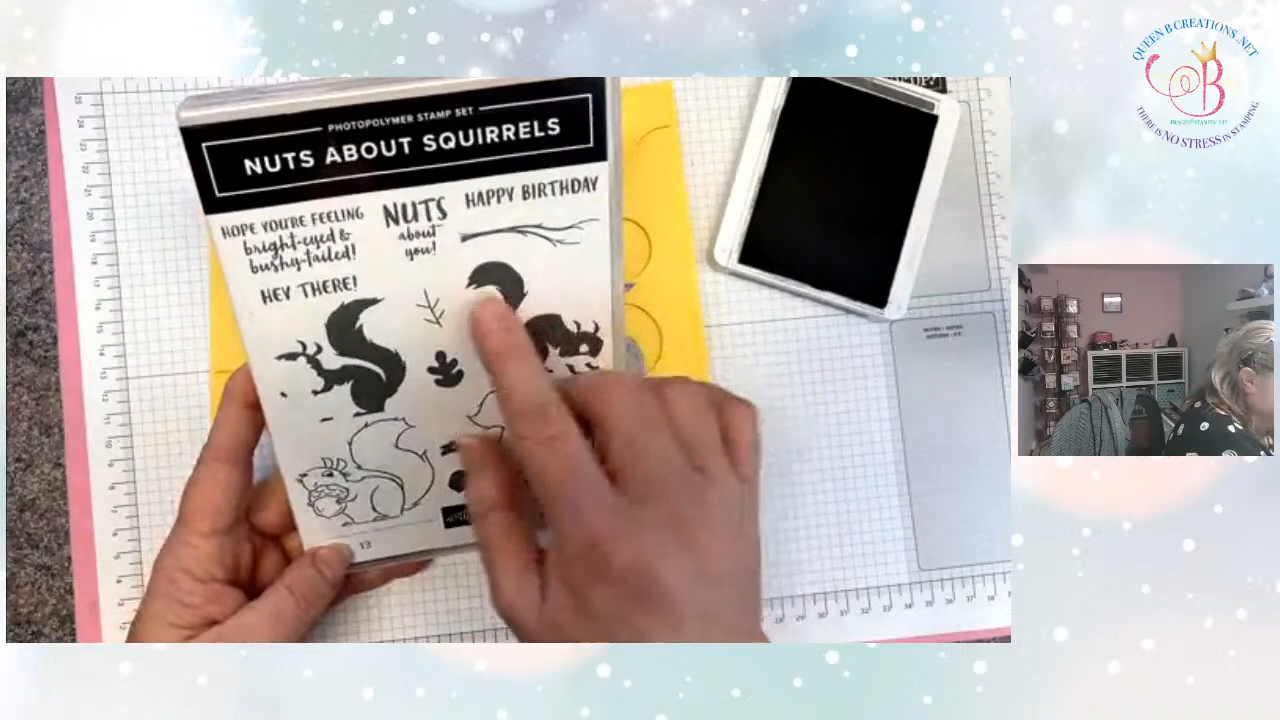 PHOTOPOLYMER STAMP SET
NUTS ABOUT SQUIRRELS
HOPE YOU'RE FEELING
bright-eyed &
bushy-tailed!
NUTS
about
you!
HAPPY BIRTHDAY
HEY THERE!
13
QUEEN B CREATIONS .NET
B
THERE IS NO STRESS IN STAMPING